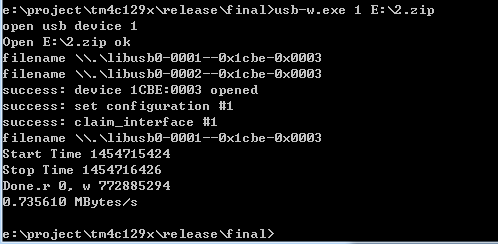 e:\project\tm4c129x\release\final>usb-w.exe 1 E:\2.zip
open usb device 1
Open E:\2.zip ok
filename \\.\libusb0-0001--0x1cbe-0x0003
filename \\.\libusb0-0002--0x1cbe-0x0003
success: device 1CBE:0003 opened
success: set configuration #1
success: claim_interface #1
filename \\.\libusb0-0001--0x1cbe-0x0003
Start Time 1454715424
Stop Time 1454716426
Done.r 0, w 772885294
0.735610 MBytes/s
e:\project\tm4c129x\release\final>